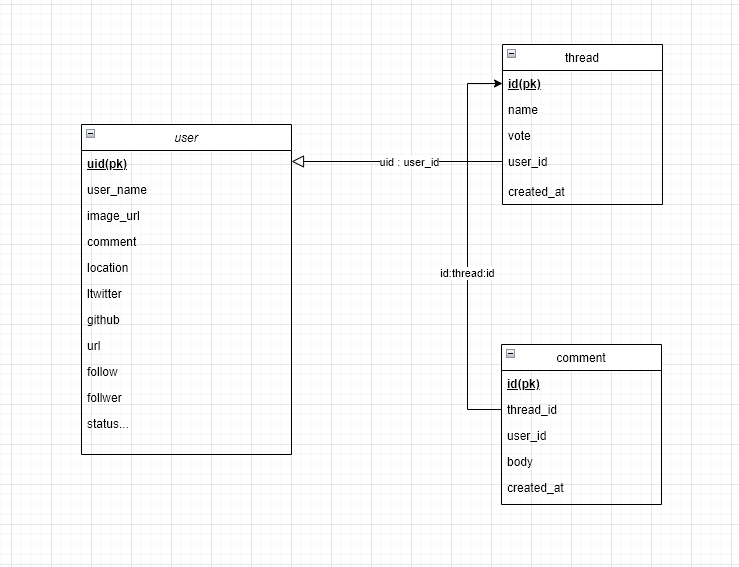 user
uid(pk)
user_name
image_url
comment
location
ltwitter
github
url
follow
follwer
status...
uid : user_id
thread
id(pk)
name
vote
user_id
created_at
id:thread:id
comment
id(pk)
thread_id
user_id
body
created_at